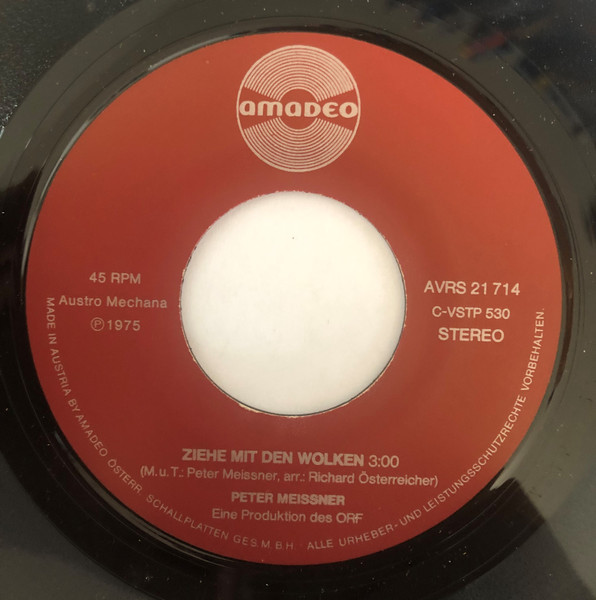 amaDEO
45 RPM
Austro Mechana
Ⓟ1975
AVRS 21 714
C-VSTP 530
STEREO
ZIEHE MIT DEN WOLKEN 3:00
(M.u.T.: Peter Meissner, arr.: Richard Österreicher)
PETER MEISSNER
Eine Produktion des ORF
MADE IN AUSTRIA BY AMADEO ÖSTERR. SCHALLPLATTEN GES.M.B.H. · ALLE URHEBER- UND LEISTUNGSSCHUTZRECHTE VORBEHALTEN.